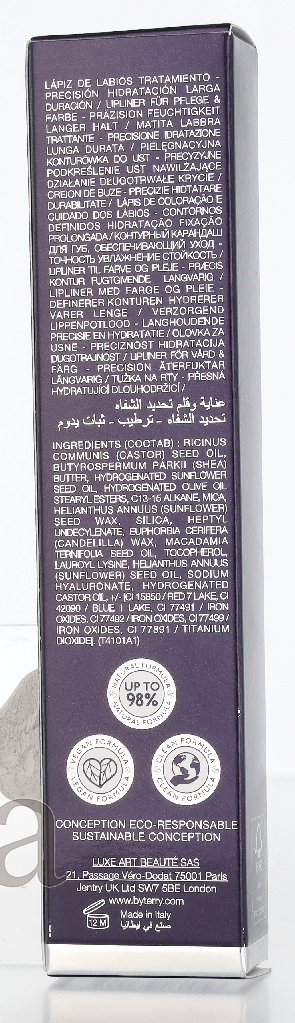 LÁPIZ DE LABIOS TRATAMIENTO -
PRECISIÓN HIDRATACIÓN LARGA
DURACIÓN / LIPLINER FÜR PFLEGE &
FARBE - PRÄZISION FEUCHTIGKEIT
LANGER HALT / MATITA LABBRA
TRATTANTE - PRECISIONE IDRATAZIONE
LUNGA DURATA / PIELĘGNACYJNA
KONTURÓWKA DO UST - PRECYZYJNE
PODKREŚLENIE UST NAWILŻAJĄCE
DZIAŁANIE DŁUGOTRWAŁE KRYCIE /
CREION DE BUZE - PRECIZIE HIDTATARE
DURABILITATE / LÁPIS DE COLORAÇÃO E
CUIDADO DOS LÁBIOS - CONTORNOS
DEFINIDOS HIDRATAÇÃO FIXAÇÃO
PROLONGADA / КОНТУРНЫЙ КАРАНДАШ
ДЛЯ ГУБ, ОБЕСПЕЧИВАЮЩИЙ УХОД -
ТОЧНОСТЬ УВЛАЖНЕНИЕ СТОЙКОСТЬ /
LIPLINER TIL FARVE OG PLEJE - PRÆCIS
KONTUR FUGTGIVENDE LANGVARIG /
LIPLINER MED FARGE OG PLEIE -
DEFINERER KONTUREN HYDRERER
VARER LENGE / VERZORGEND
LIPPENPOTLOOD - LANGHOUDENDE
PRECISIE EN HYDRATATIE / OLOVKA ZA
USNE - PRECIZNOST HIDRATACIJA
DUGOTRAJNOST / LIPLINER FÖR VÅRD &
FÄRG - PRECISION ÅTERFUKTAR
LÅNGVARIG / TUŽKA NA RTY - PŘESNÁ
HYDRATUJÍCÍ DLOUHODRŽÍCÍ /
عناية وقلم تحديد الشفاه
تحديد الشفاه - ترطيب - ثبات يدوم
INGREDIENTS (COCTAB) : RICINUS
COMMUNIS (CASTOR) SEED OIL,
BUTYROSPERMUM PARKII (SHEA)
BUTTER, HYDROGENATED SUNFLOWER
SEED OIL, HYDROGENATED OLIVE OIL
STEARYL ESTERS, C13-15 ALKANE, MICA,
HELIANTHUS ANNUUS (SUNFLOWER)
SEED WAX, SILICA, HEPTYL
UNDECYLENATE, EUPHORBIA CERIFERA
(CANDELILLA) WAX, MACADAMIA
TERNIFOLIA SEED OIL, TOCOPHEROL,
LAUROYL LYSINE, HELIANTHUS ANNUUS
(SUNFLOWER) SEED OIL, SODIUM
HYALURONATE, HYDROGENATED
CASTOR OIL, +/- [CI 15850 / RED 7 LAKE, CI
42090 / BLUE 1 LAKE, CI 77491 / IRON
OXIDES, CI 77492 / IRON OXIDES, CI 77499 /
IRON OXIDES, CI 77891 / TITANIUM
DIOXIDE]. (T4101A1)
NATURAL FORMULA
UP TO
98%
NATURAL FORMULA
VEGAN FORMULA
VEGAN FORMULA
CLEAN FORMULA
CLEAN FORMULA
CONCEPTION ECO-RESPONSABLE
SUSTAINABLE CONCEPTION
LUXE ART BEAUTÉ SAS
21, Passage Véro-Dodat 75001 Paris
Jentry UK Ltd SW7 5BE London
www.byterry.com
12 M
Made in Italy
صنع في ايطاليا
a